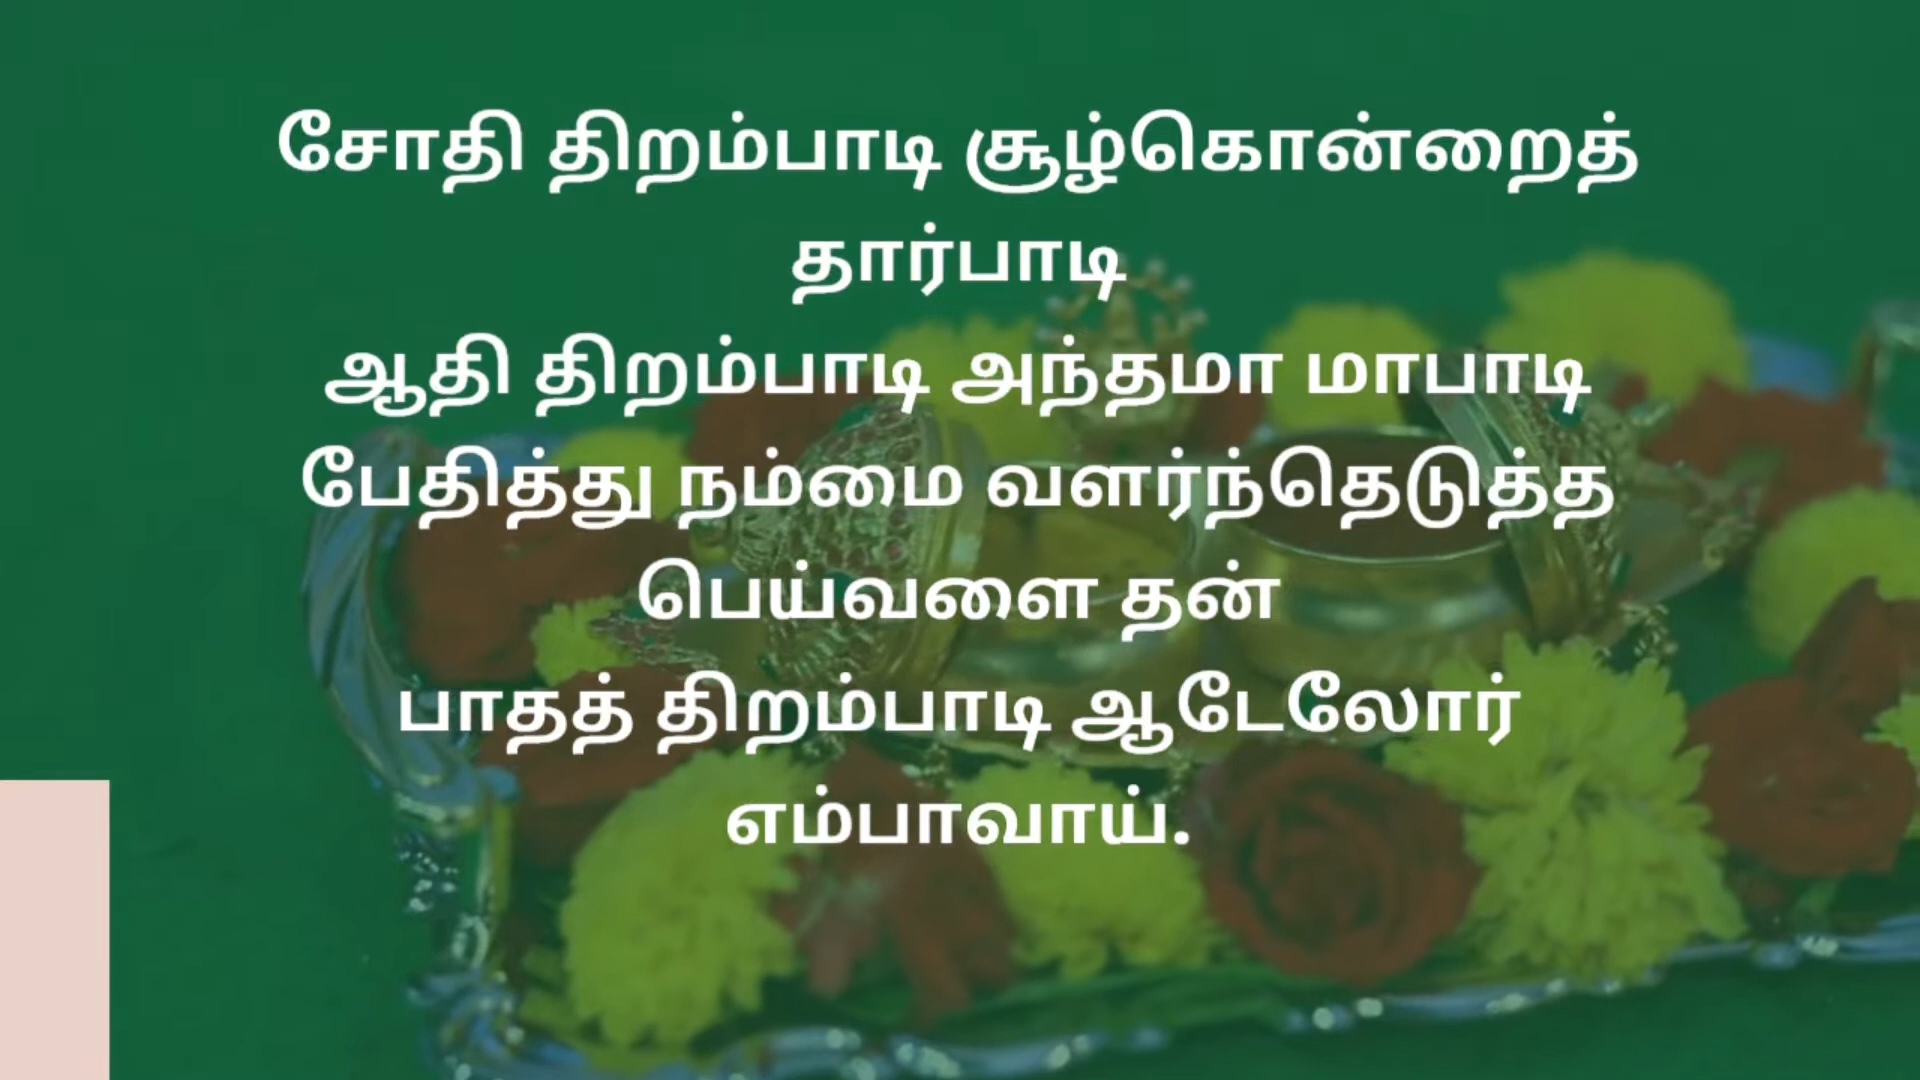 சோதி திறம்பாடி சூழ்கொன்றைத்
தார்பாடி
ஆதி திறம்பாடி அந்தமா மாபாடி
பேதித்து நம்மை வளர்ந்தெடுத்த
பெய்வளை தன்
பாதத் திறம்பாடி ஆடேலோர்
எம்பாவாய்.